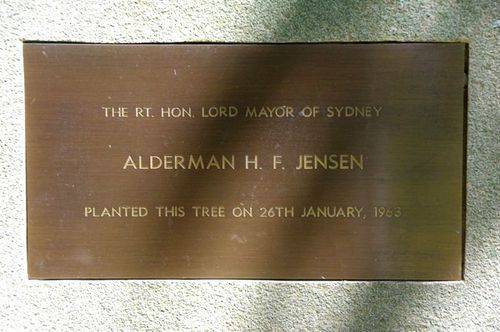 THE RT. HON. LORD MAYOR OF SYDNEY
ALDERMAN H. F. JENSEN
PLANTED THIS TREE ON 26TH JANUARY, 1963